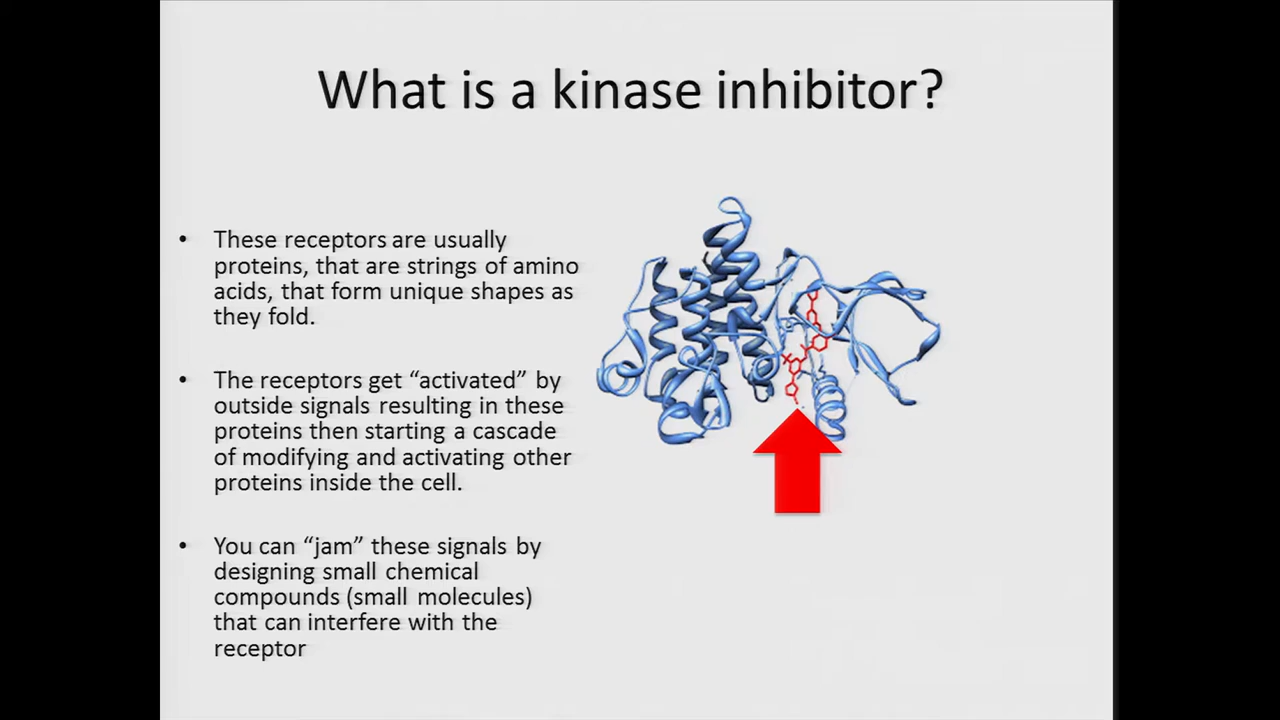 What is a kinase inhibitor?
• These receptors are usually
proteins, that are strings of amino
acids, that form unique shapes as
they fold.
• The receptors get “activated” by
outside signals resulting in these
proteins then starting a cascade
of modifying and activating other
proteins inside the cell.
• You can “jam” these signals by
designing small chemical
compounds (small molecules)
that can interfere with the
receptor